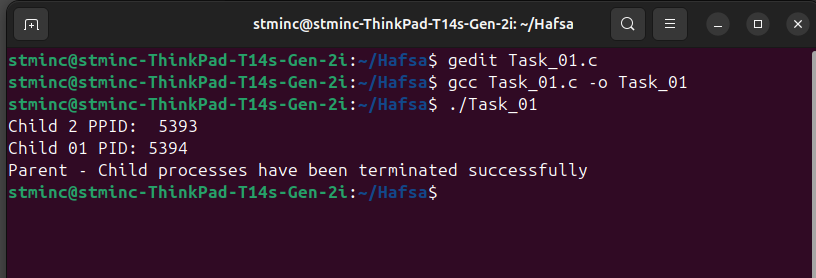 stminc@stminc-ThinkPad-T14s-Gen-2i: ~/Hafsa
stminc@stminc-ThinkPad-T14s-Gen-2i:~/Hafsa$ gedit Task_01.c
stminc@stminc-ThinkPad-T14s-Gen-2i:~/Hafsa$ gcc Task_01.c -o Task_01
stminc@stminc-ThinkPad-T14s-Gen-2i:~/Hafsa$ ./Task_01
Child 2 PPID:  5393
Child 01 PID: 5394
Parent - Child processes have been terminated successfully
stminc@stminc-ThinkPad-T14s-Gen-2i:~/Hafsa$